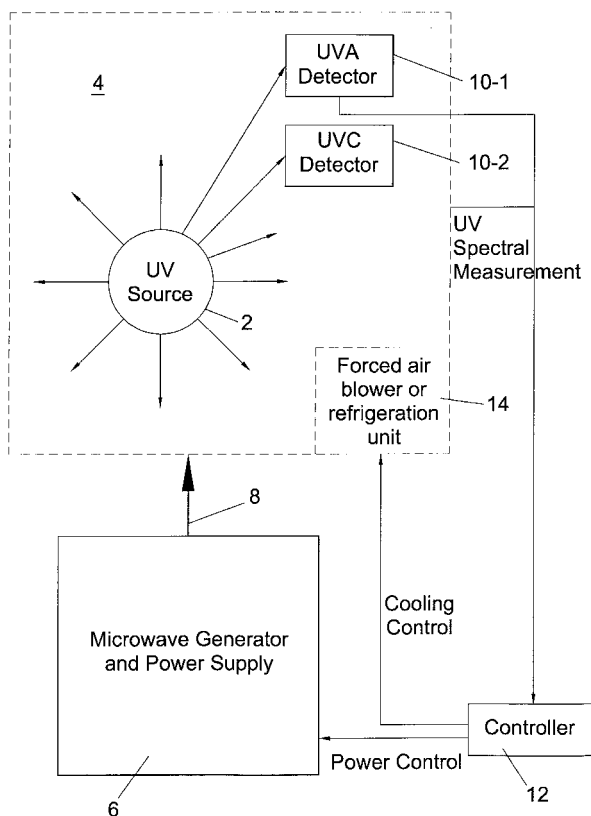 4
UVA
Detector
10-1
UVC
Detector
10-2
UV
Spectral
Measurement
UV
Source
2
Forced air
blower or
refrigeration
unit
14
8
Microwave Generator
and Power Supply
Cooling
Control
Controller
Power Control
6
12